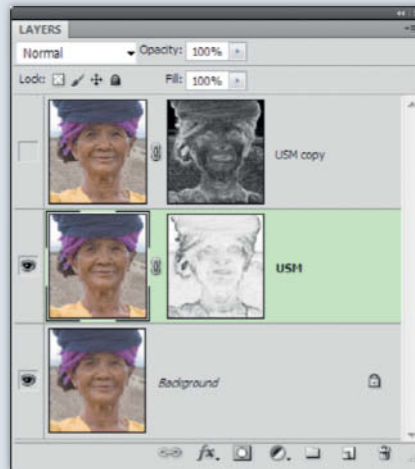 LAYERS
Normal Opacity: 100%
Lock: Fill: 100%
USM copy
USM
Background
fx.